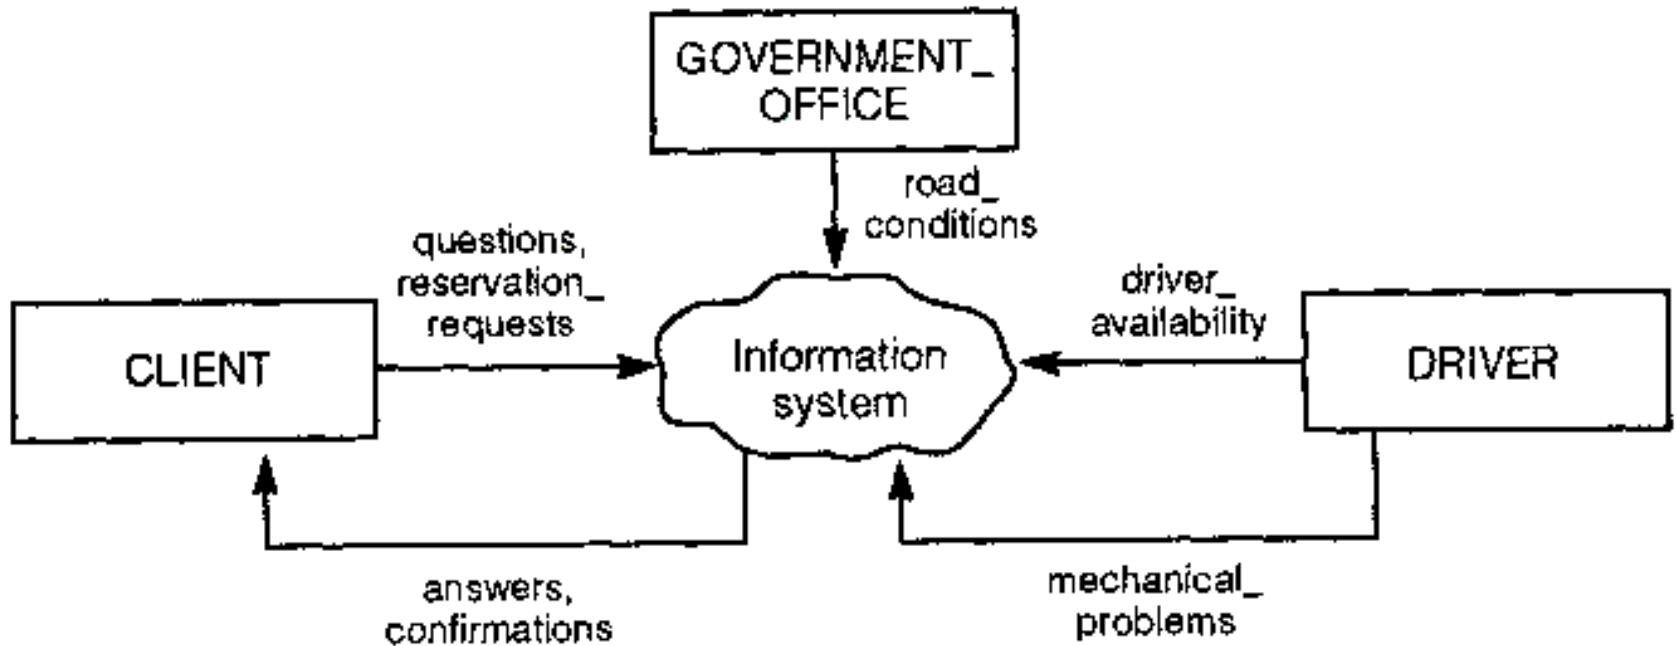 GOVERNMENT_
OFFICE
road_
conditions
questions,
reservation_
requests
driver_
availability
CLIENT
Information
system
DRIVER
answers,
confirmations
mechanical_
problems